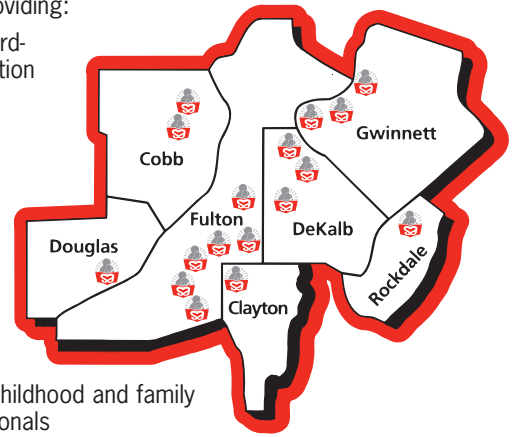 oviding:
rd-
tion
Gwinnett
Cobb
Fulton
DeKalb
Douglas
Rockdale
Clayton
hildhood and family
onals